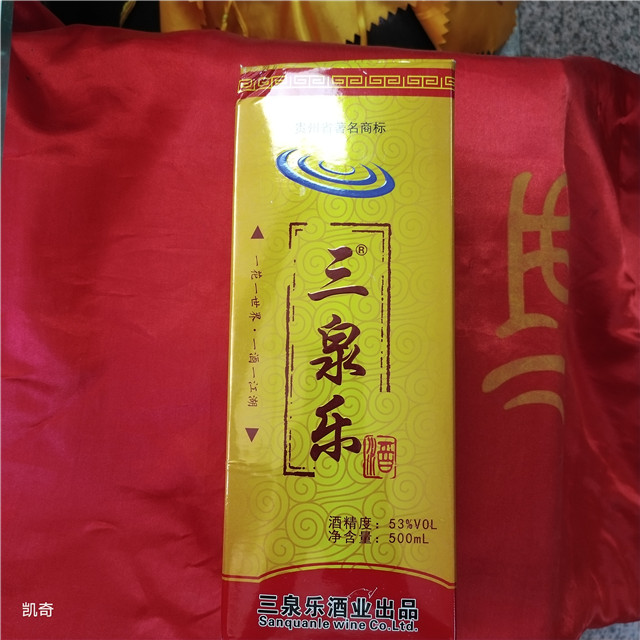 贵州省著名商标
三泉乐®
酒
一花一世界·一酒一江湖
酒精度: 53%VOL
净含量: 500mL
三泉乐酒业出品
Sanquanle wine Co.Ltd.
凯奇